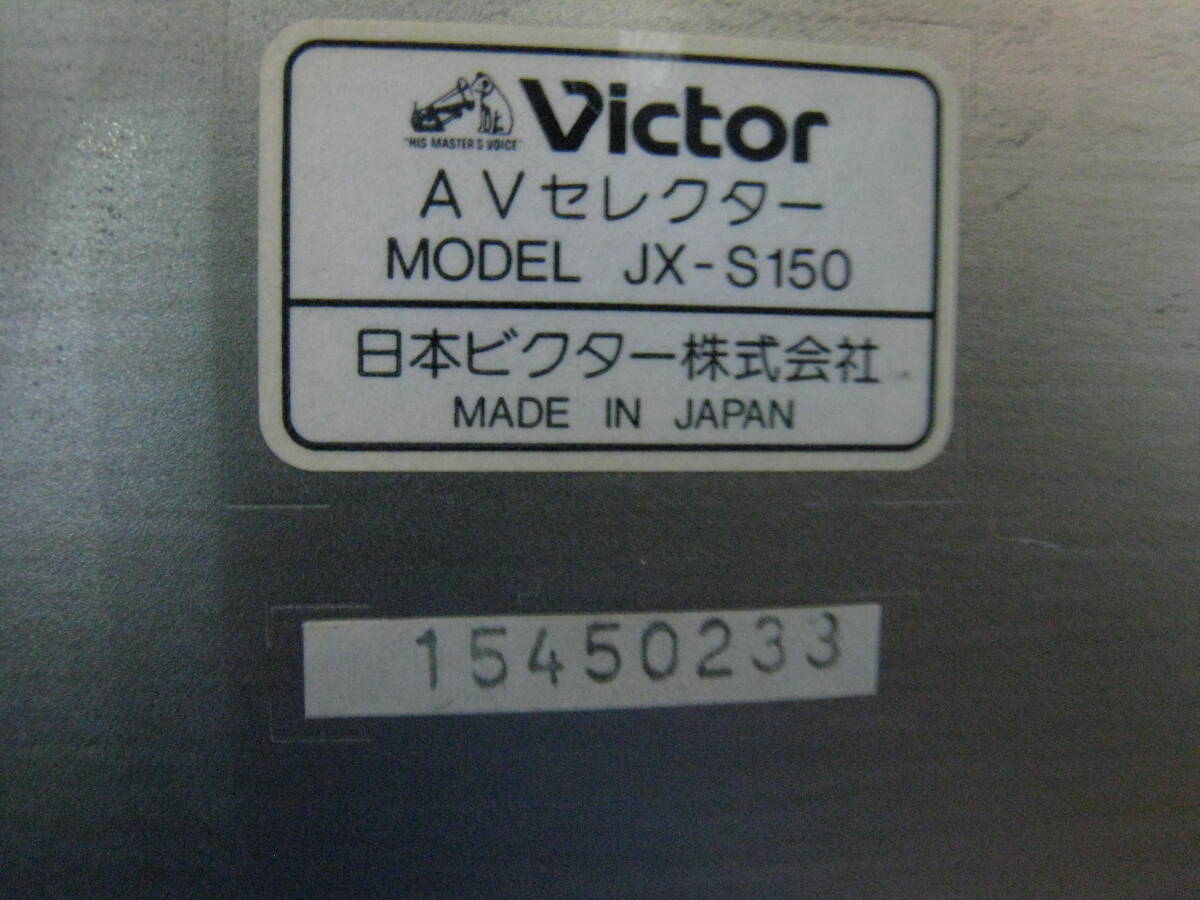 "HIS MASTER'S VOICE" Victor
AVセレクター
MODEL JX-S150
日本ビクター株式会社
MADE IN JAPAN
15450233